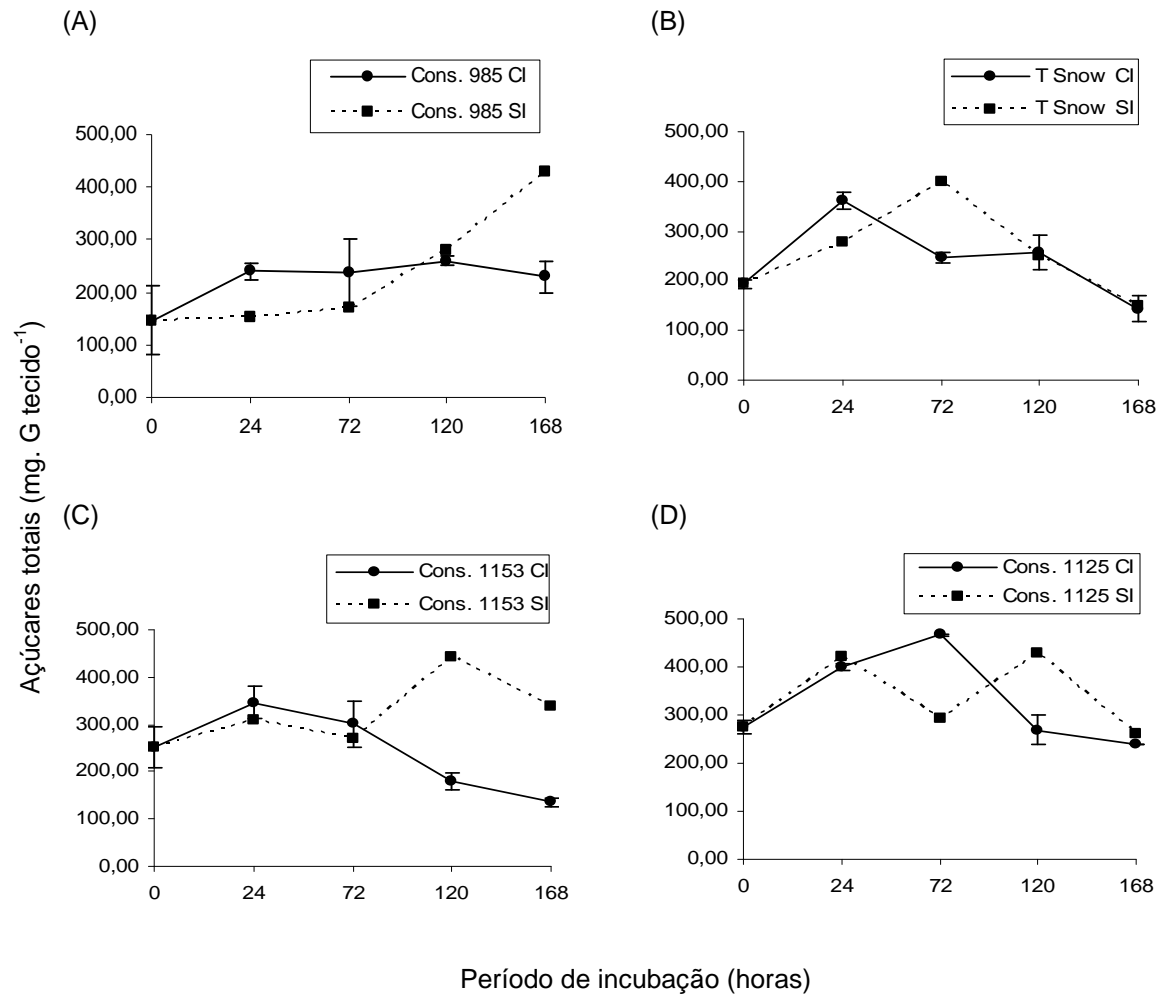 (A)
Cons. 985 CI
Cons. 985 SI
500,00
400,00
300,00
200,00
100,00
0,00
0 24 72 120 168
(B)
T Snow CI
T Snow SI
500,00
400,00
300,00
200,00
100,00
0,00
0 24 72 120 168
Açúcares totais (mg. G tecido⁻¹)
(C)
Cons. 1153 CI
Cons. 1153 SI
500,00
400,00
300,00
200,00
100,00
0,00
0 24 72 120 168
(D)
Cons. 1125 CI
Cons. 1125 SI
500,00
400,00
300,00
200,00
100,00
0,00
0 24 72 120 168
Período de incubação (horas)